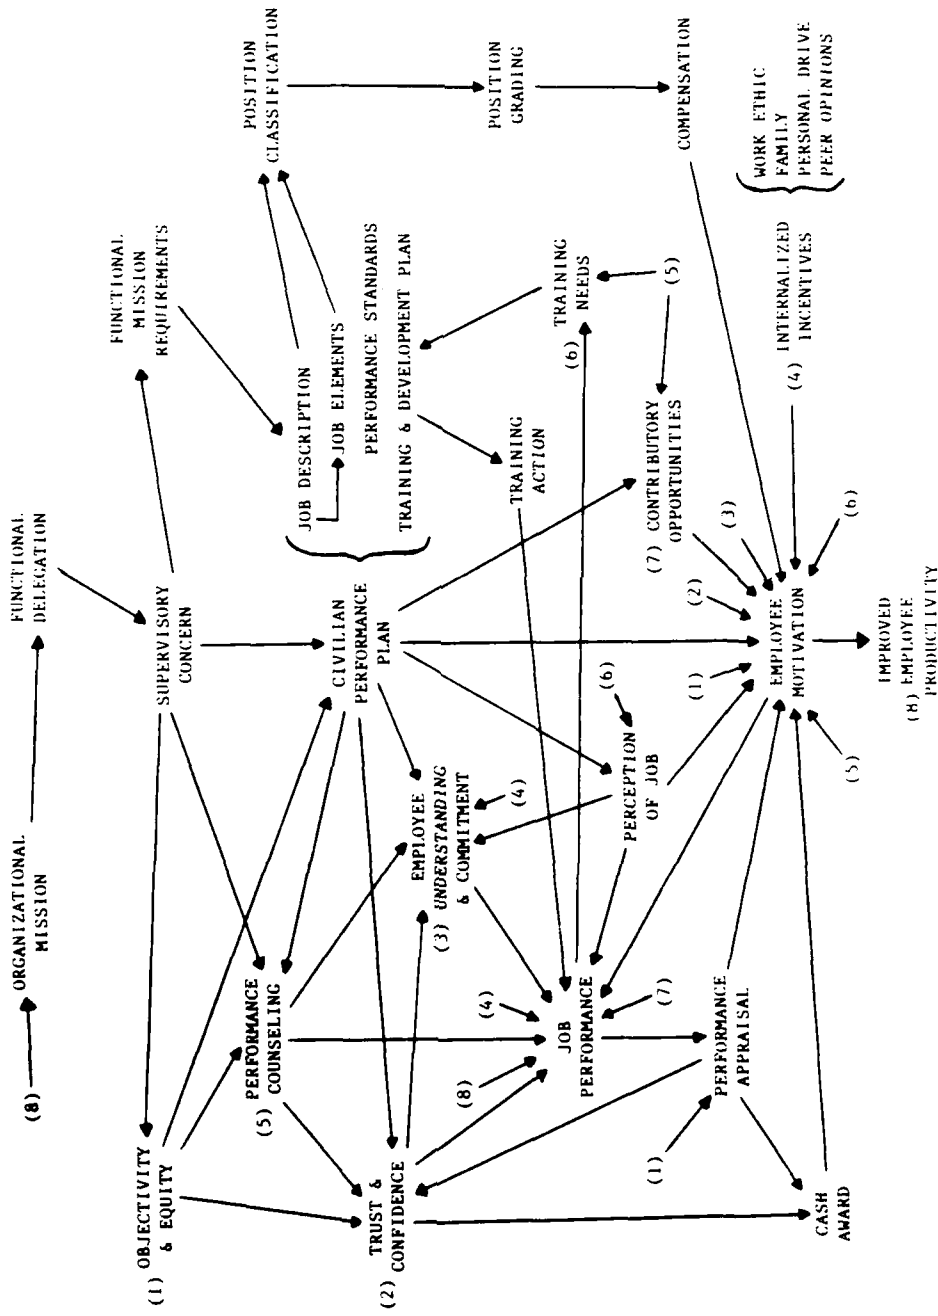 (8)
ORGANIZATIONAL
MISSION
FUNCTIONAL
DELEGATION
(1) OBJECTIVITY
& EQUITY
SUPERVISORY
CONCERN
FUNCTIONAL
MISSION
REQUIREMENTS
PERFORMANCE
(5) COUNSELING
POSITION
CLASSIFICATION
TRUST &
(2) CONFIDENCE
CIVILIAN
PERFORMANCE
PLAN
JOB DESCRIPTION
JOB ELEMENTS
PERFORMANCE STANDARDS
TRAINING & DEVELOPMENT PLAN
EMPLOYEE
(3) UNDERSTANDING
& COMMITMENT
(4)
(8)
(4)
TRAINING
ACTION
POSITION
GRADING
TRAINING
(6) NEEDS
JOB
PERFORMANCE
(6)
PERCEPTION
OF JOB
(7) CONTRIBUTORY
OPPORTUNITIES
(5)
(7)
(1)
PERFORMANCE
APPRAISAL
(1)
(2)
(3)
COMPENSATION
CASH
AWARD
EMPLOYEE
MOTIVATION
(4) INTERNALIZED
INCENTIVES
WORK ETHIC
FAMILY
PERSONAL DRIVE
PEER OPINIONS
(5)
(6)
IMPROVED
(8) EMPLOYEE
PRODUCTIVITY